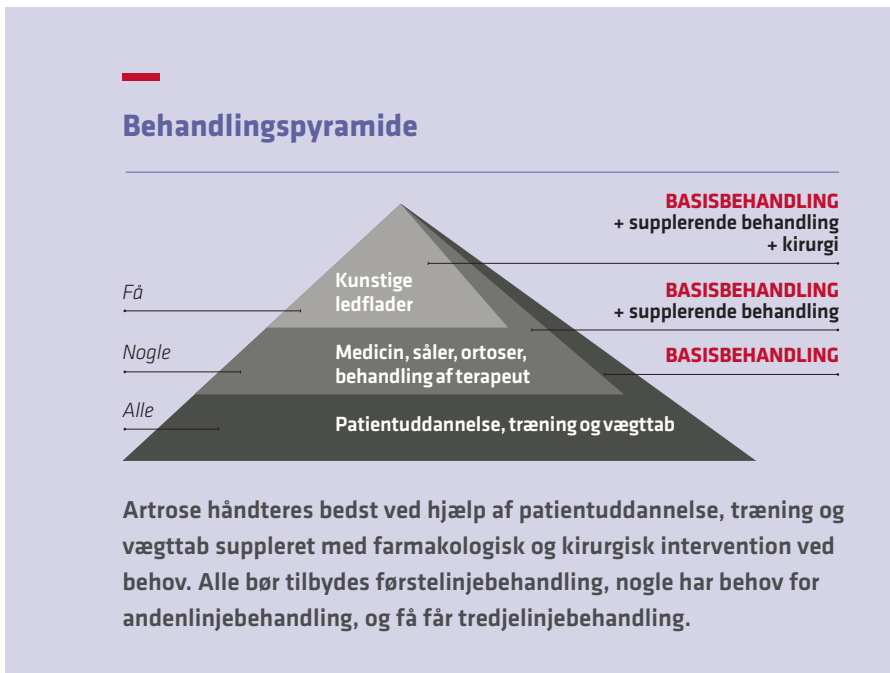 Behandlingspyramide
BASISBEHANDLING
+ supplerende behandling
+ kirurgi
Få
Kunstige
ledflader
BASISBEHANDLING
+ supplerende behandling
Nogle
Medicin, såler, ortoser,
behandling af terapeut
BASISBEHANDLING
Alle
Patientuddannelse, træning og vægttab
Artrose håndteres bedst ved hjælp af patientuddannelse, træning og
vægttab suppleret med farmakologisk og kirurgisk intervention ved
behov. Alle bør tilbydes førstelinjebehandling, nogle har behov for
andenlinjebehandling, og få får tredjelinjebehandling.